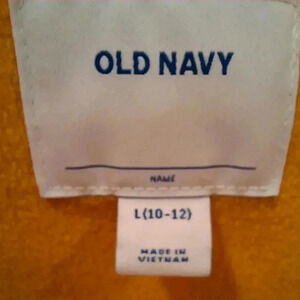 OLD NAVY
NAME
L(10-12)
MADE IN
VIETNAM